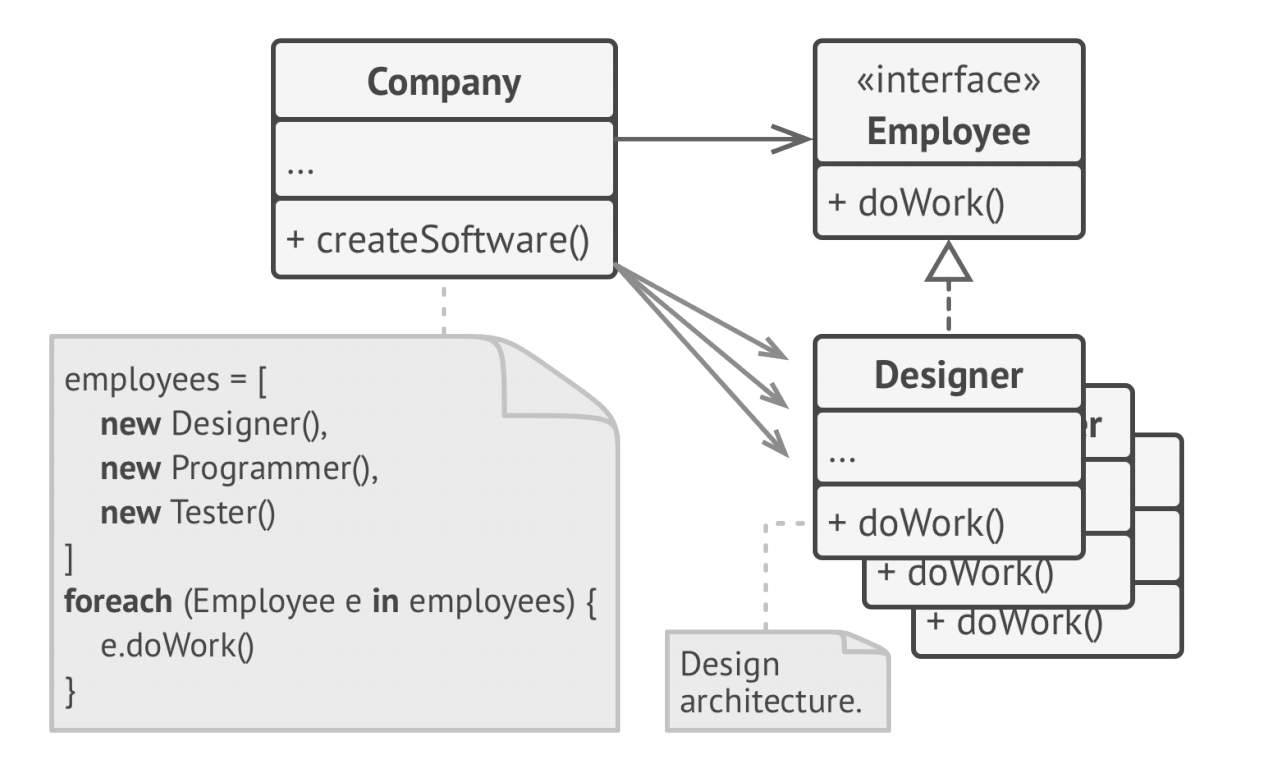 Company
...
+ createSoftware()
«interface»
Employee
+ doWork()
employees = [
new Designer(),
new Programmer(),
new Tester()
]
foreach (Employee e in employees) {
e.doWork()
}
Designer
...
+ doWork()
+ doWork()
+ doWork()
Design
architecture.